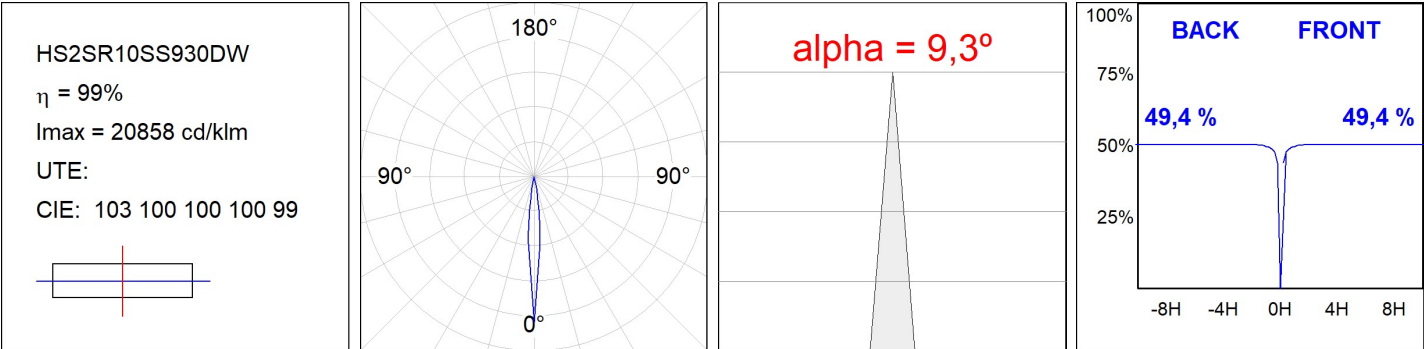 HS2SR10SS930DW
η = 99%
Imax = 20858 cd/klm
UTE:
CIE: 103 100 100 100 99
180°
90° 90°
0°
alpha = 9,3º
100%
BACK FRONT
75%
49,4 % 49,4 %
50%
25%
-8H -4H 0H 4H 8H